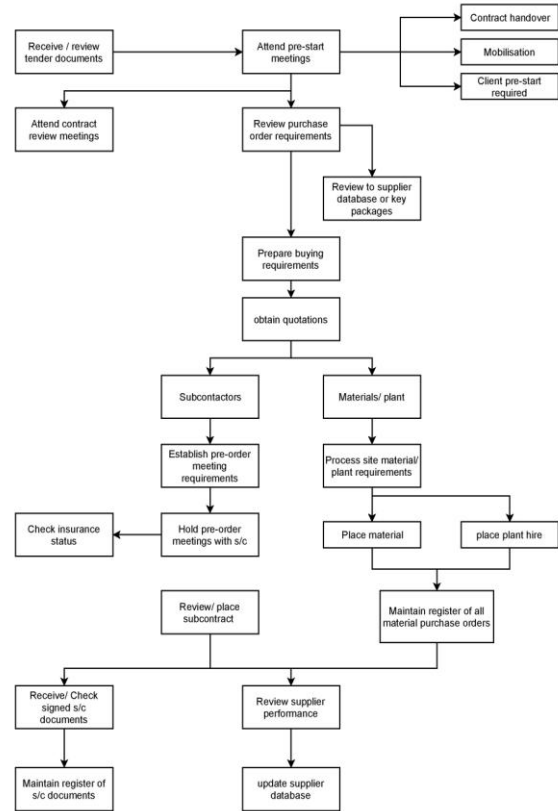 Contract handover
Receive / review
tender documents
Attend pre-start
meetings
Mobilisation
Client pre-start
required
Attend contract
review meetings
Review purchase
order requirements
Review to supplier
database or key
packages
Prepare buying
requirements
obtain quotations
Subcontactors
Materials/ plant
Establish pre-order
meeting
requirements
Process site material/
plant requirements
Check insurance
status
Hold pre-order
meetings with s/c
Place material
place plant hire
Review/ place
subcontract
Maintain register of all
material purchase orders
Receive/ Check
signed s/c
documents
Review supplier
performance
Maintain register of
s/c documents
update supplier
database